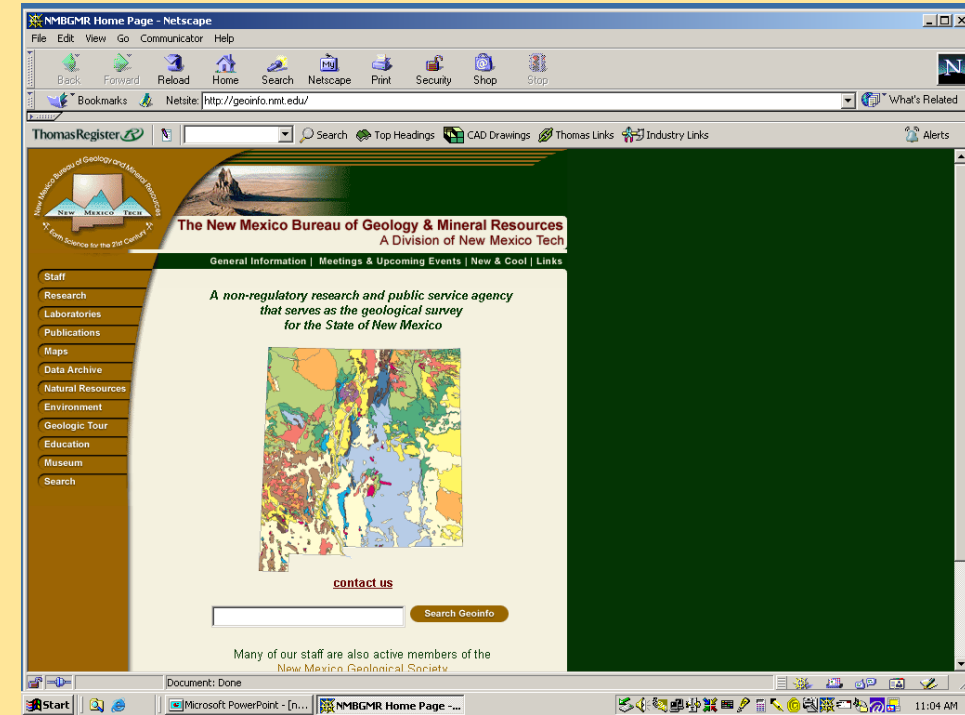 NMBGMR Home Page - Netscape
File Edit View Go Communicator Help
Back Forward Reload Home Search Netscape Print Security Shop Stop
My
N
Bookmarks Netsite: http://geoinfo.nmt.edu/ What's Related
ThomasRegister Search Top Headings CAD Drawings Thomas Links Industry Links Alerts
New Mexico Bureau of Geology and Mineral Resources
NEW MEXICO TECH
Earth Science for the 21st Century
The New Mexico Bureau of Geology & Mineral Resources
A Division of New Mexico Tech
General Information | Meetings & Upcoming Events | New & Cool | Links
Staff
Research
Laboratories
Publications
Maps
Data Archive
Natural Resources
Environment
Geologic Tour
Education
Museum
Search
A non-regulatory research and public service agency
that serves as the geological survey
for the State of New Mexico
contact us
Search Geoinfo
Many of our staff are also active members of the
New Mexico Geological Society
Document: Done
Start Microsoft PowerPoint - [n... NMBGMR Home Page -... 11:04 AM